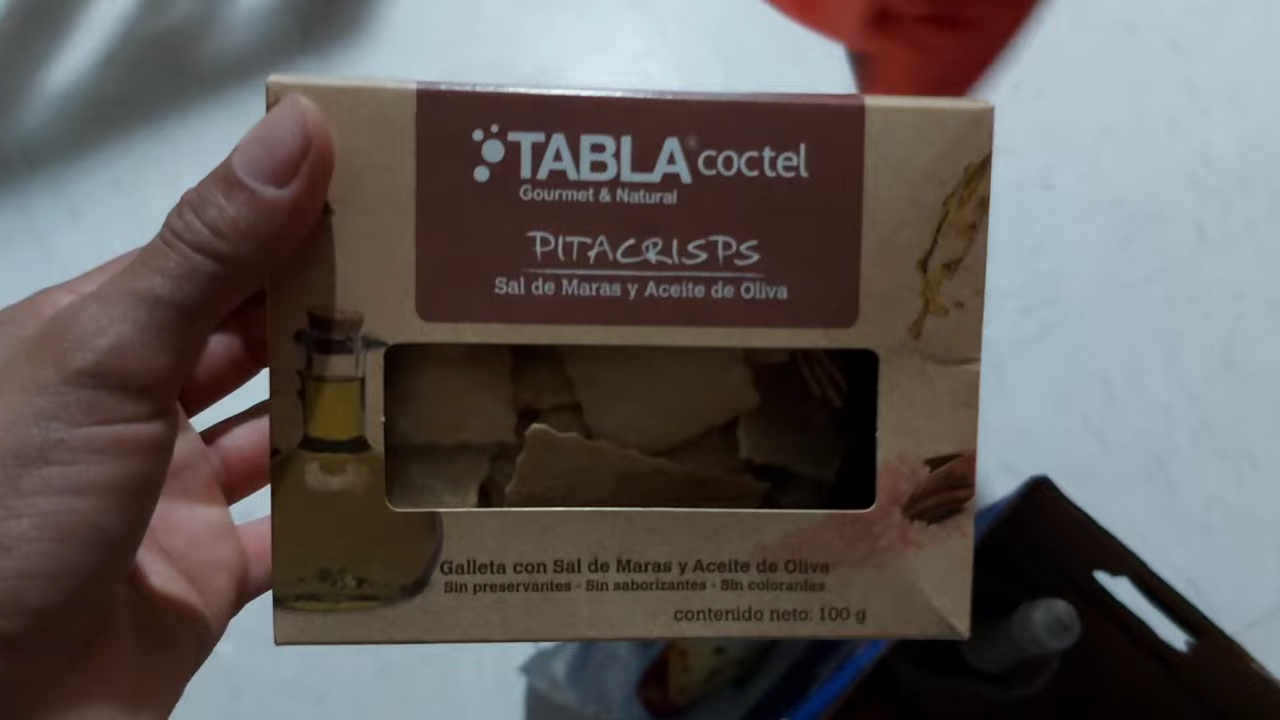 TABLA® coctel
Gourmet & Natural
PITACRISPS
Sal de Maras y Aceite de Oliva
Galleta con Sal de Maras y Aceite de Oliva
Sin preservantes - Sin saborizantes - Sin colorantes
contenido neto: 100 g